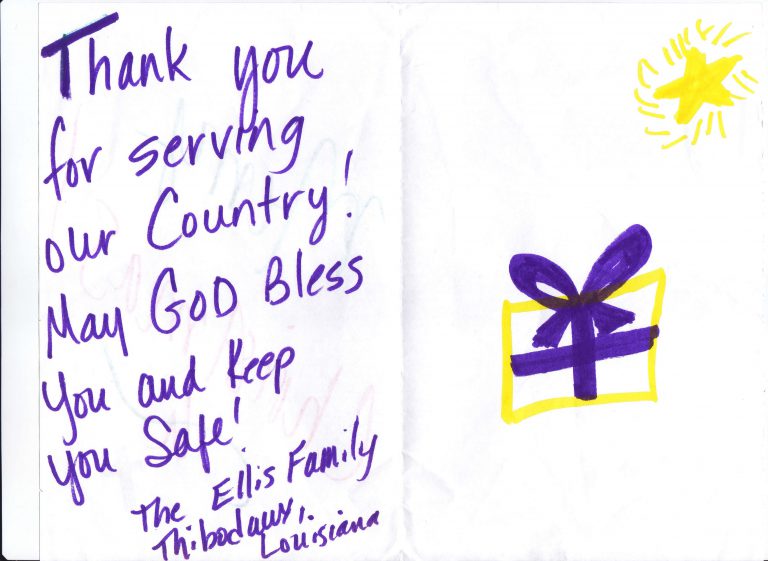 Thank you
for serving
our Country!
May GOD Bless
You and Keep
you Safe!
The Ellis Family
Thibodaux,
Louisiana